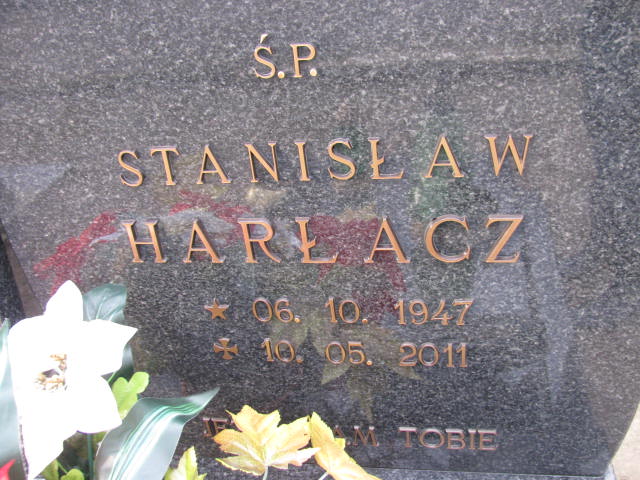 Ś.P.
STANISŁAW
HARŁACZ
★ 06. 10. 1947
✠ 10. 05. 2011
TOBIE